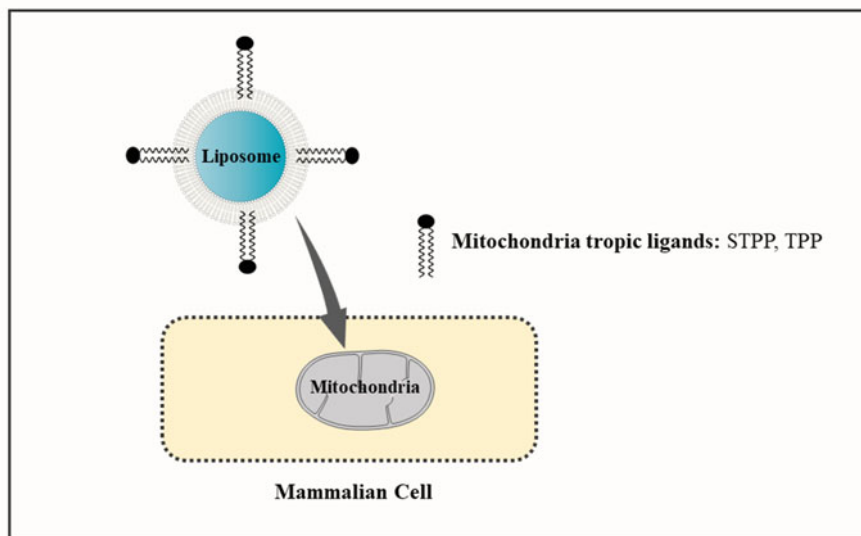 Liposome
Mitochondria tropic ligands: STPP, TPP
Mitochondria
Mammalian Cell